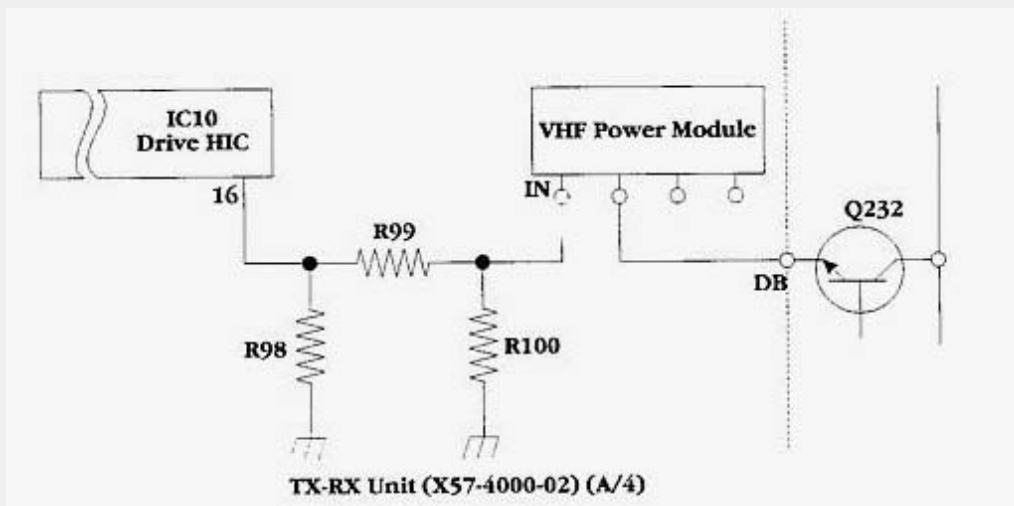 IC10
Drive HIC
16
VHF Power Module
IN
Q232
R99
DB
R98
R100
TX-RX Unit (X57-4000-02) (A/4)